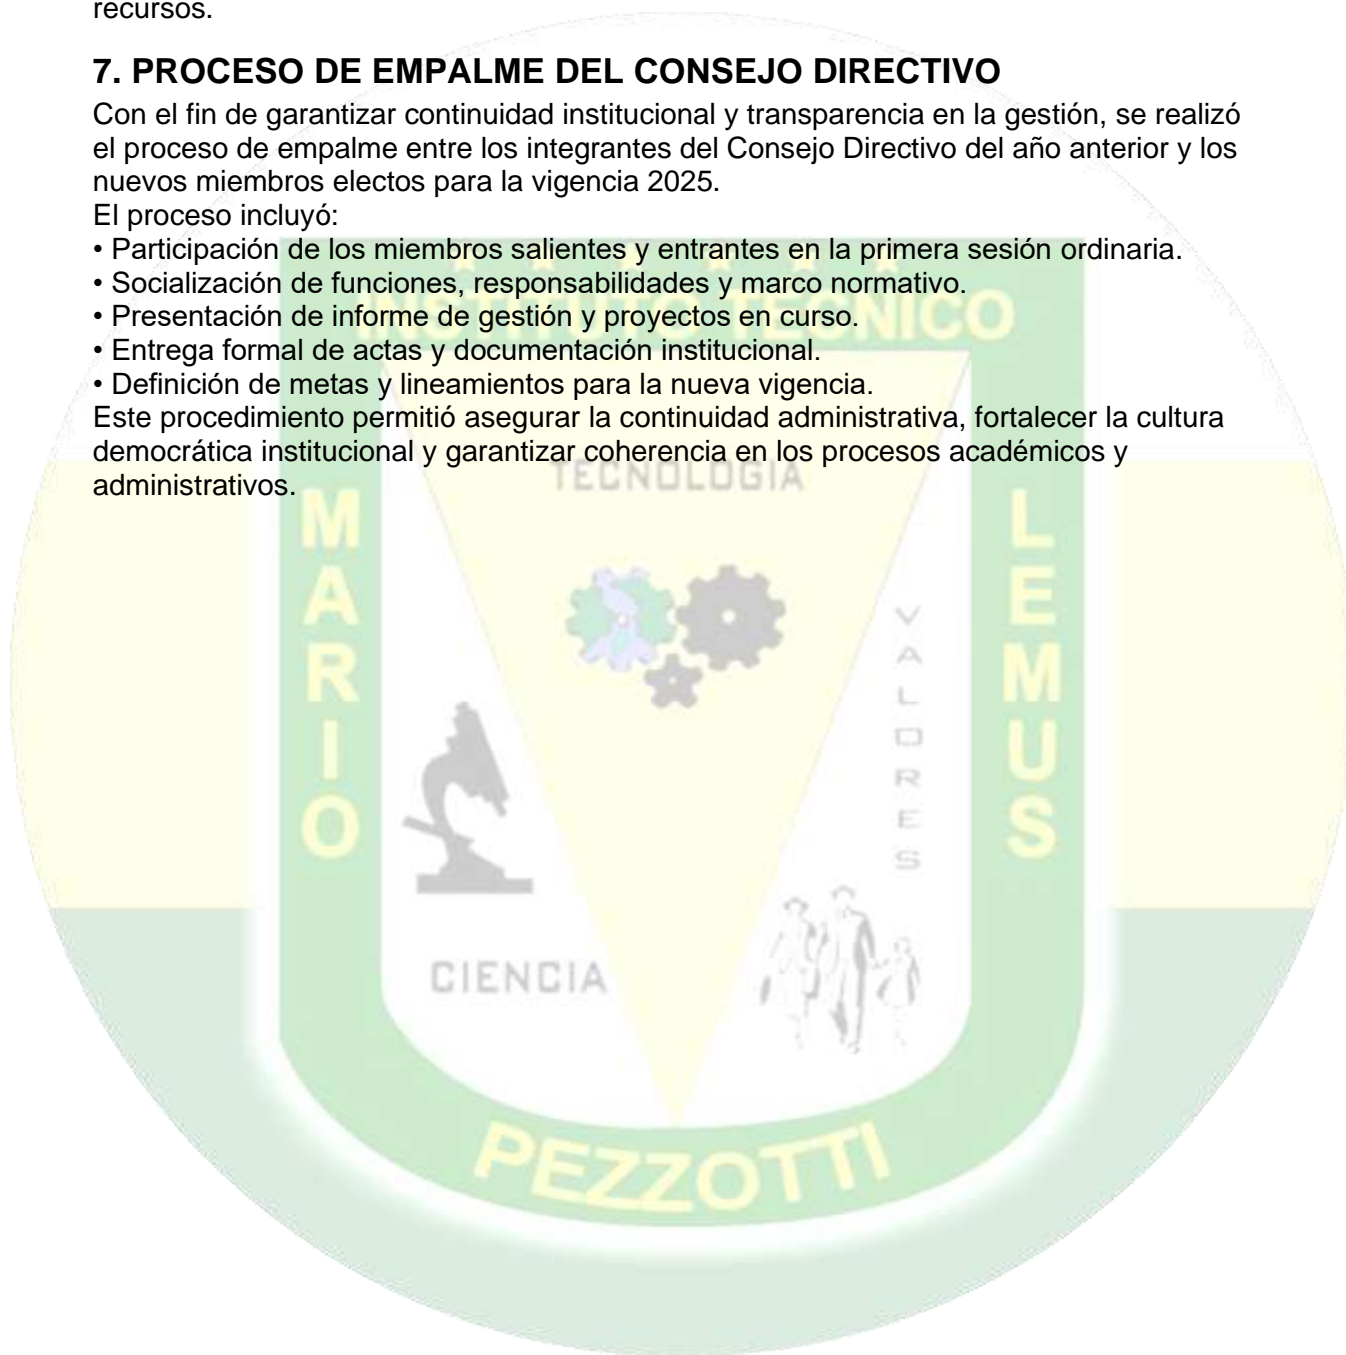 recursos.
7. PROCESO DE EMPALME DEL CONSEJO DIRECTIVO
Con el fin de garantizar continuidad institucional y transparencia en la gestión, se realizó
el proceso de empalme entre los integrantes del Consejo Directivo del año anterior y los
nuevos miembros electos para la vigencia 2025.
El proceso incluyó:
• Participación de los miembros salientes y entrantes en la primera sesión ordinaria.
• Socialización de funciones, responsabilidades y marco normativo.
• Presentación de informe de gestión y proyectos en curso.
• Entrega formal de actas y documentación institucional.
• Definición de metas y lineamientos para la nueva vigencia.
Este procedimiento permitió asegurar la continuidad administrativa, fortalecer la cultura
democrática institucional y garantizar coherencia en los procesos académicos y
administrativos.
INSTITUTO TECNICO
TECNOLOGIA
MARIO
LEMUS
VALORES
CIENCIA
PEZZOTTI